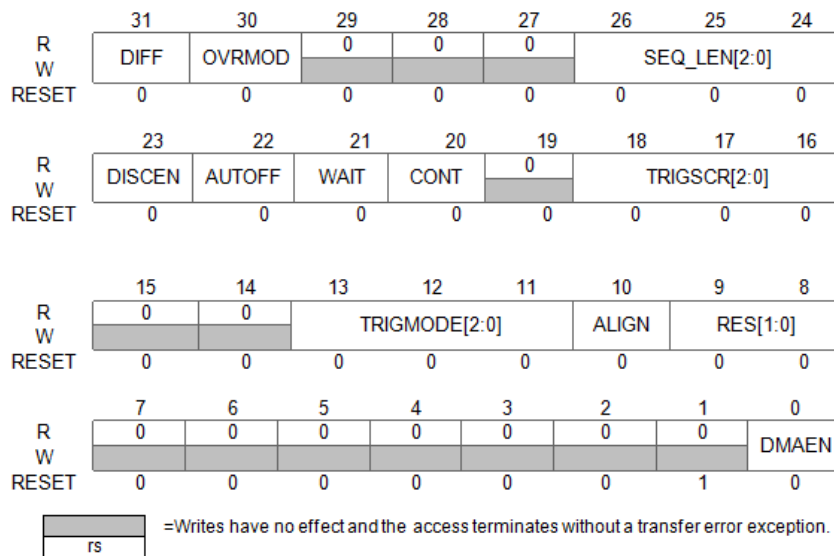 31 30 29 28 27 26 25 24
R DIFF OVRMOD 0 0 0 SEQ_LEN[2:0]
W
RESET 0 0 0 0 0 0 0 0
23 22 21 20 19 18 17 16
R DISCEN AUTOFF WAIT CONT 0 TRIGSCR[2:0]
W
RESET 0 0 0 0 0 0 0 0
15 14 13 12 11 10 9 8
R 0 0 TRIGMODE[2:0] ALIGN RES[1:0]
W
RESET 0 0 0 0 0 0 0 0
7 6 5 4 3 2 1 0
R 0 0 0 0 0 0 0 DMAEN
W
RESET 0 0 0 0 0 0 1 0
=Writes have no effect and the access terminates without a transfer error exception.
rs